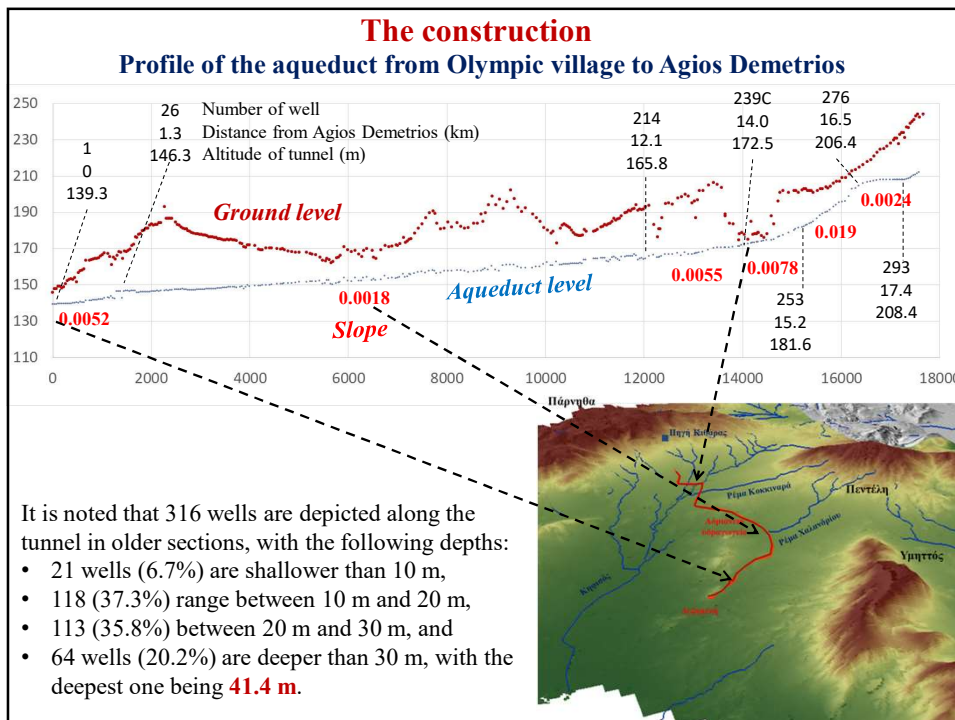 The construction
Profile of the aqueduct from Olympic village to Agios Demetrios
250
230
210
190
170
150
130
110
0
2000
4000
6000
8000
10000
12000
14000
16000
18000
1
0
139.3
26
1.3
146.3
Number of well
Distance from Agios Demetrios (km)
Altitude of tunnel (m)
214
12.1
165.8
239C
14.0
172.5
276
16.5
206.4
Ground level
Aqueduct level
Slope
0.0052
0.0018
0.0055
0.0078
0.019
0.0024
253
15.2
181.6
293
17.4
208.4
Πάρνηθα
Πηγή Κιθάρας
Ρέμα Κοκκιναρά
Πεντέλη
Ρέμα Χαλανδρίου
Υμηττός
Κηφισός
It is noted that 316 wells are depicted along the
tunnel in older sections, with the following depths:
• 21 wells (6.7%) are shallower than 10 m,
• 118 (37.3%) range between 10 m and 20 m,
• 113 (35.8%) between 20 m and 30 m, and
• 64 wells (20.2%) are deeper than 30 m, with the
deepest one being 41.4 m.